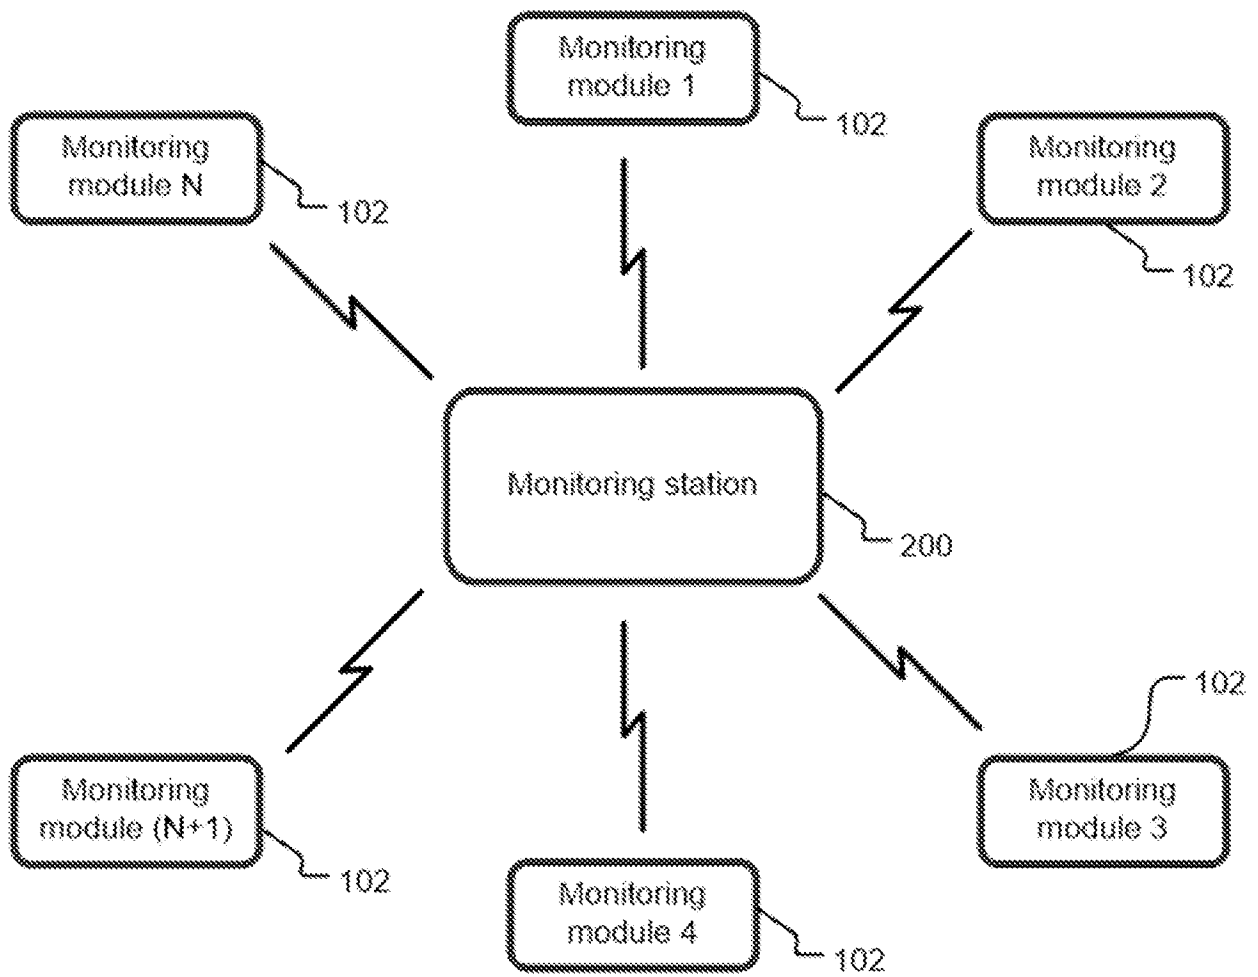 Monitoring
module 1
102
Monitoring
module N
102
Monitoring
module 2
102
Monitoring station
200
102
Monitoring
module (N+1)
102
Monitoring
module 3
Monitoring
module 4
102